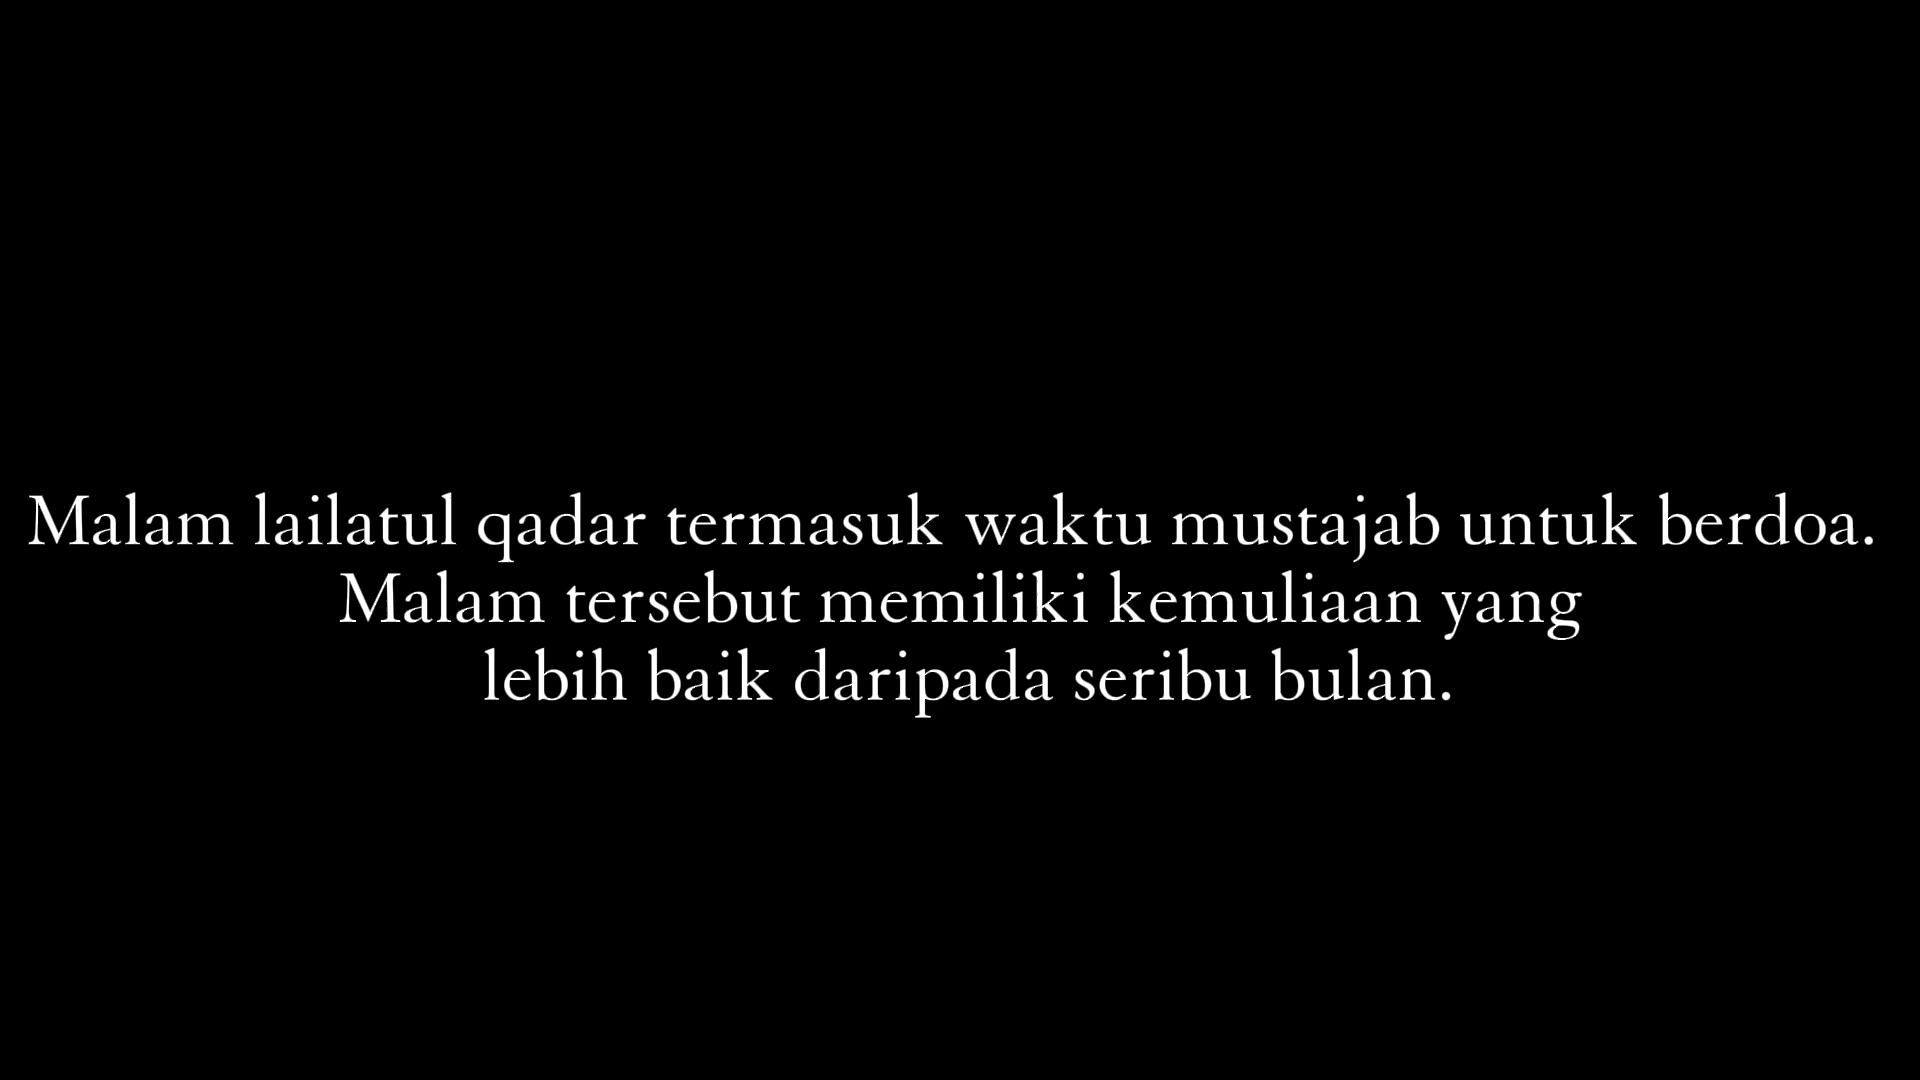 Malam lailatul qadar termasuk waktu mustajab untuk berdoa.
Malam tersebut memiliki kemuliaan yang
lebih baik daripada seribu bulan.